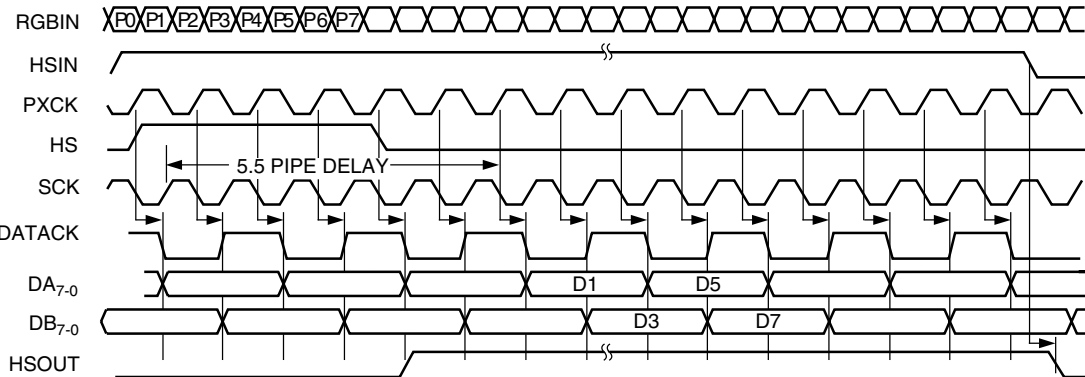 RGBIN P0 P1 P2 P3 P4 P5 P6 P7
HSIN
PXCK
HS
5.5 PIPE DELAY
SCK
DATACK
DA7-0 D1 D5
DB7-0 D3 D7
HSOUT